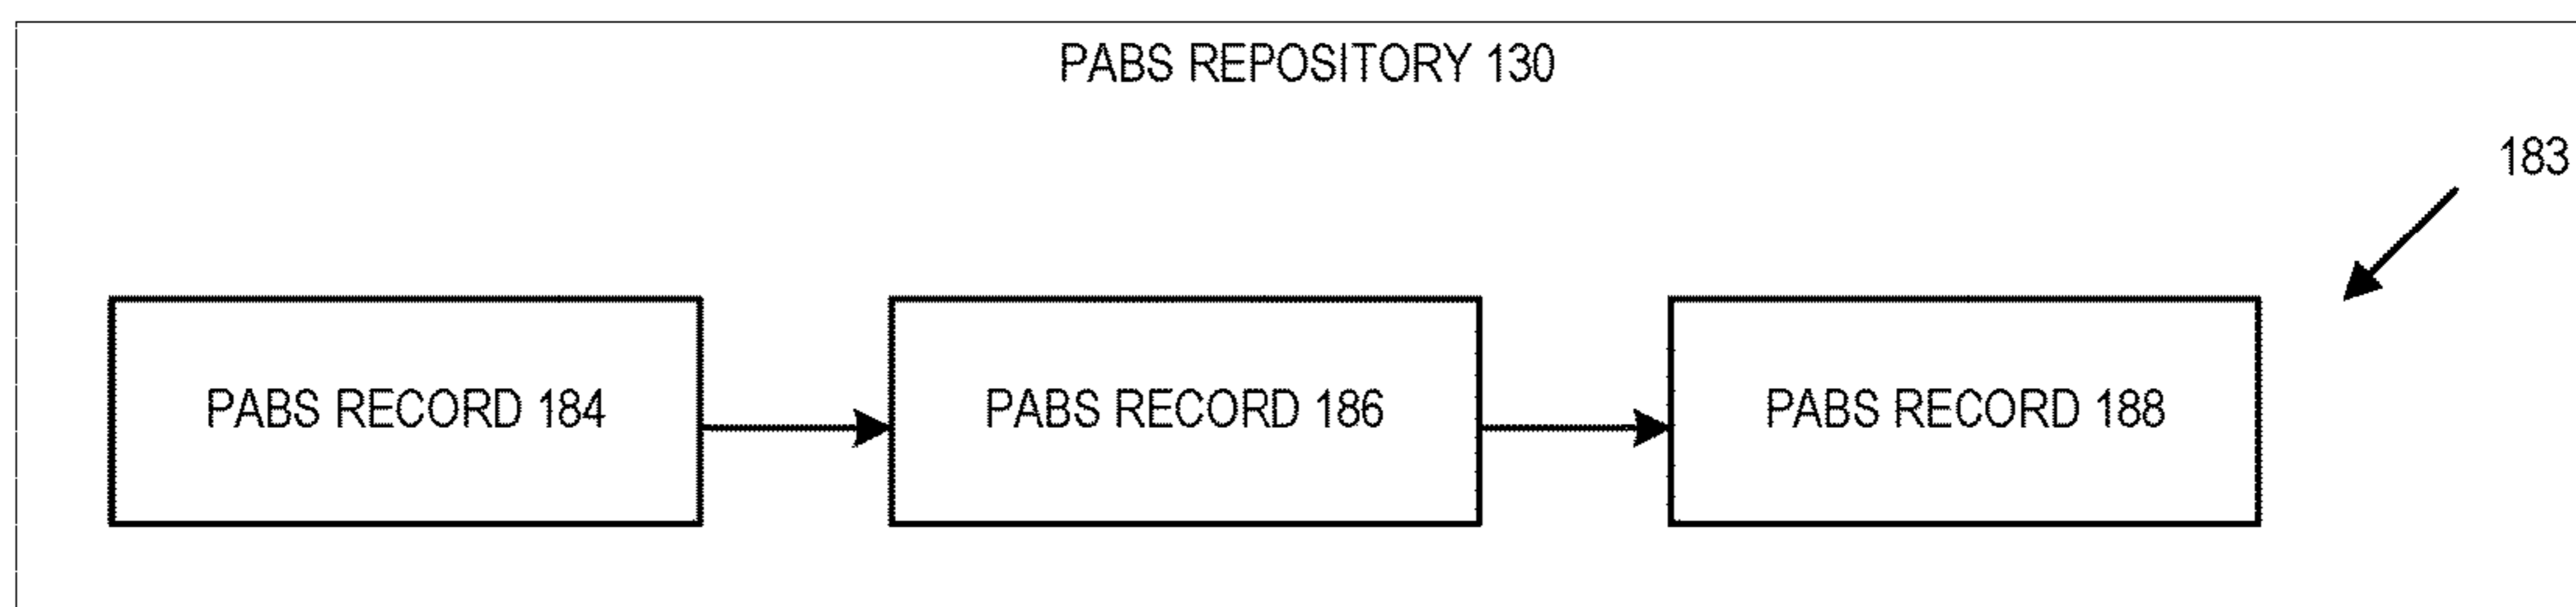 PABS REPOSITORY 130
183
PABS RECORD 184
PABS RECORD 186
PABS RECORD 188